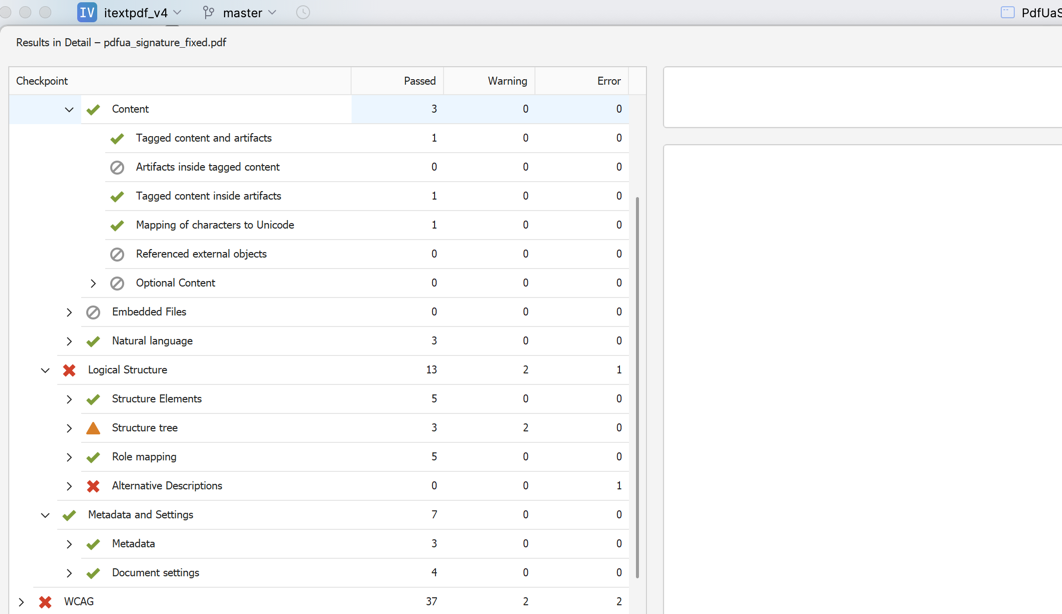 IV itextpdf_v4 master PdfUaS
Results in Detail – pdfua_signature_fixed.pdf
Checkpoint Passed Warning Error
Content 3 0 0
Tagged content and artifacts 1 0 0
Artifacts inside tagged content 0 0 0
Tagged content inside artifacts 1 0 0
Mapping of characters to Unicode 1 0 0
Referenced external objects 0 0 0
Optional Content 0 0 0
Embedded Files 0 0 0
Natural language 3 0 0
Logical Structure 13 2 1
Structure Elements 5 0 0
Structure tree 3 2 0
Role mapping 5 0 0
Alternative Descriptions 0 0 1
Metadata and Settings 7 0 0
Metadata 3 0 0
Document settings 4 0 0
WCAG 37 2 2